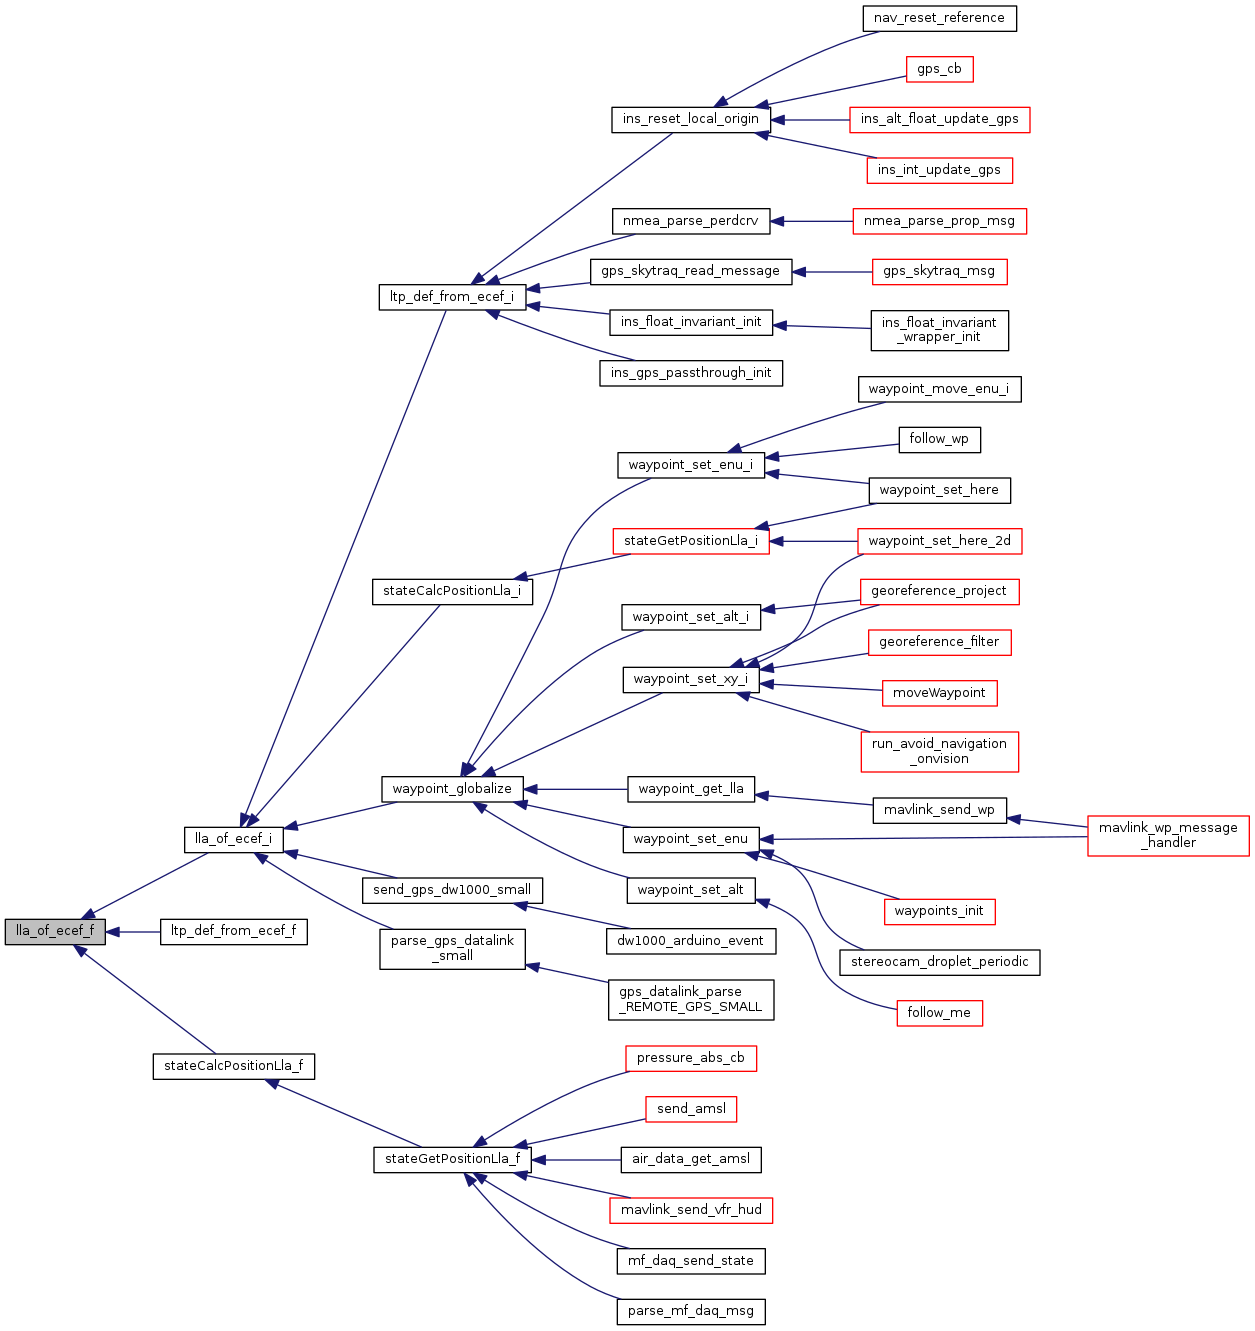 nav_reset_reference
gps_cb
ins_reset_local_origin
ins_alt_float_update_gps
ins_int_update_gps
nmea_parse_perdcrv
nmea_parse_prop_msg
gps_skytraq_read_message
gps_skytraq_msg
ltp_def_from_ecef_i
ins_float_invariant_init
ins_float_invariant
_wrapper_init
ins_gps_passthrough_init
waypoint_move_enu_i
follow_wp
waypoint_set_enu_i
waypoint_set_here
stateGetPositionLla_i
waypoint_set_here_2d
stateCalcPositionLla_i
georeference_project
waypoint_set_alt_i
georeference_filter
waypoint_set_xy_i
moveWaypoint
run_avoid_navigation
_onvision
waypoint_globalize
waypoint_get_lla
mavlink_send_wp
mavlink_wp_message
_handler
lla_of_ecef_i
waypoint_set_enu
send_gps_dw1000_small
waypoint_set_alt
waypoints_init
lla_of_ecef_f
ltp_def_from_ecef_f
parse_gps_datalink
_small
dw1000_arduino_event
stereocam_droplet_periodic
gps_datalink_parse
_REMOTE_GPS_SMALL
follow_me
stateCalcPositionLla_f
pressure_abs_cb
send_amsl
stateGetPositionLla_f
air_data_get_amsl
mavlink_send_vfr_hud
mf_daq_send_state
parse_mf_daq_msg